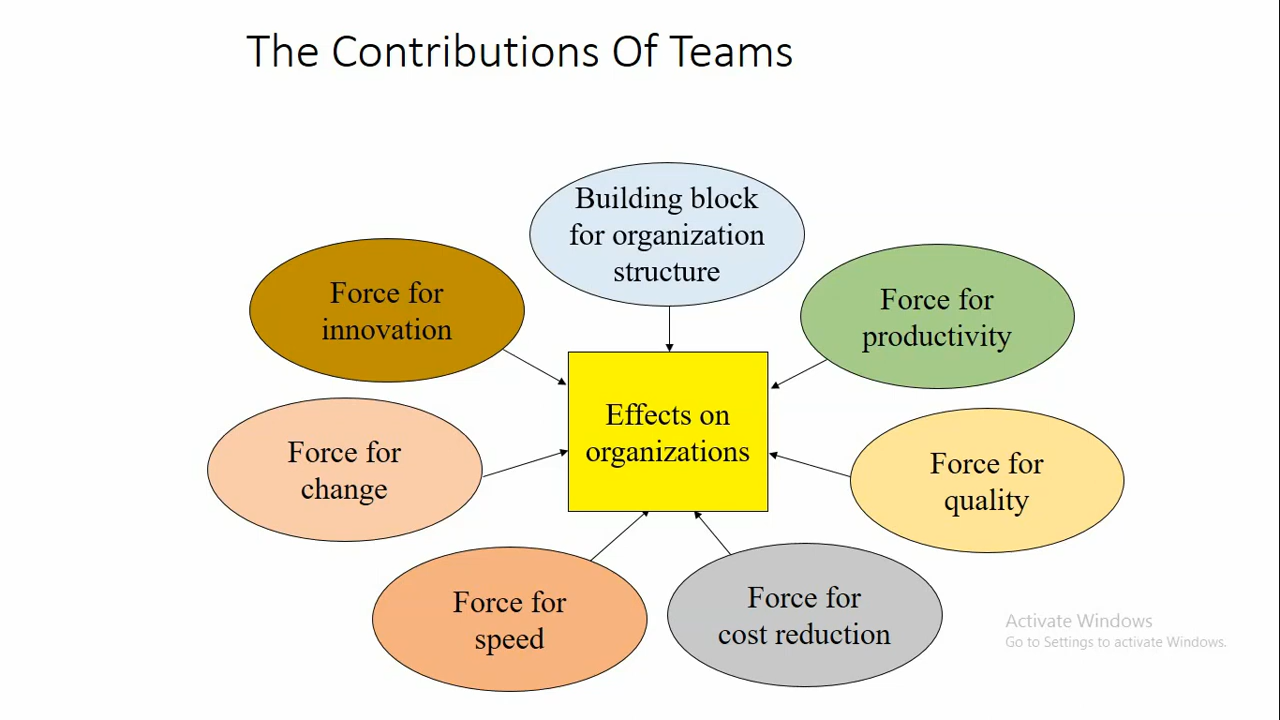 The Contributions Of Teams
Building block
for organization
structure
Force for
innovation
Force for
productivity
Effects on
organizations
Force for
change
Force for
quality
Force for
speed
Force for
cost reduction
Activate Windows
Go to Settings to activate Windows.